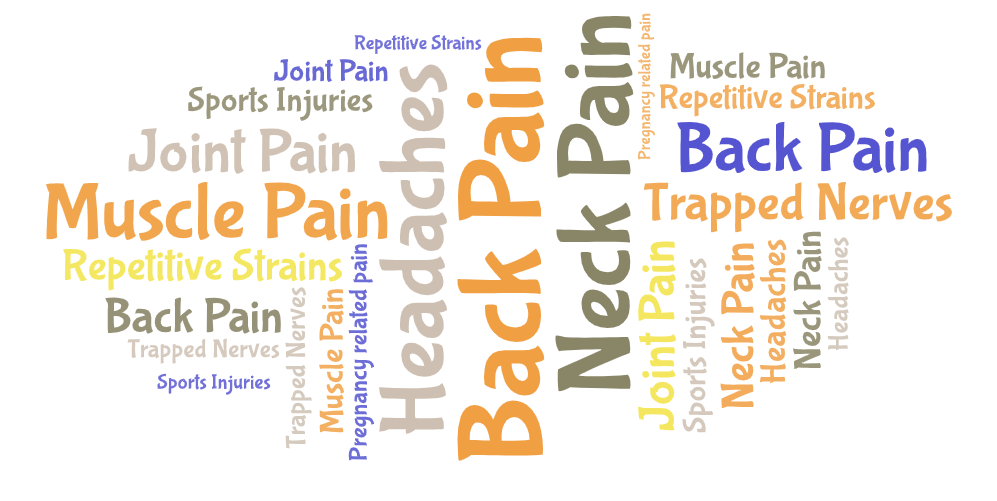 Repetitive Strains
Joint Pain
Sports Injuries
Joint Pain
Muscle Pain
Repetitive Strains
Back Pain
Trapped Nerves
Sports Injuries
Trapped Nerves
Muscle Pain
Pregnancy related pain
Headaches
Back Pain
Neck Pain
Pregnancy related pain
Muscle Pain
Repetitive Strains
Back Pain
Trapped Nerves
Joint Pain
Sports Injuries
Neck Pain
Headaches
Neck Pain
Headaches